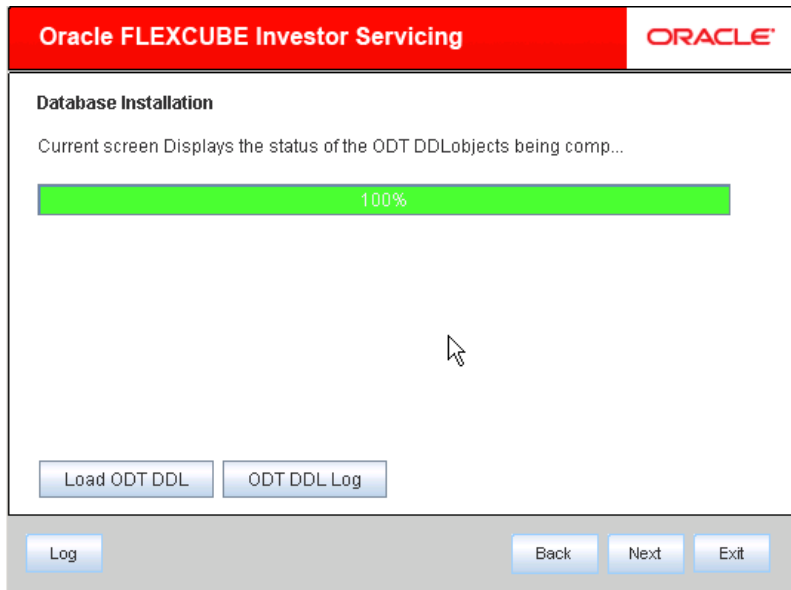 Oracle FLEXCUBE Investor Servicing
ORACLE
Database Installation
Current screen Displays the status of the ODT DDLobjects being comp...
100%
Load ODT DDL
ODT DDL Log
Log
Back
Next
Exit